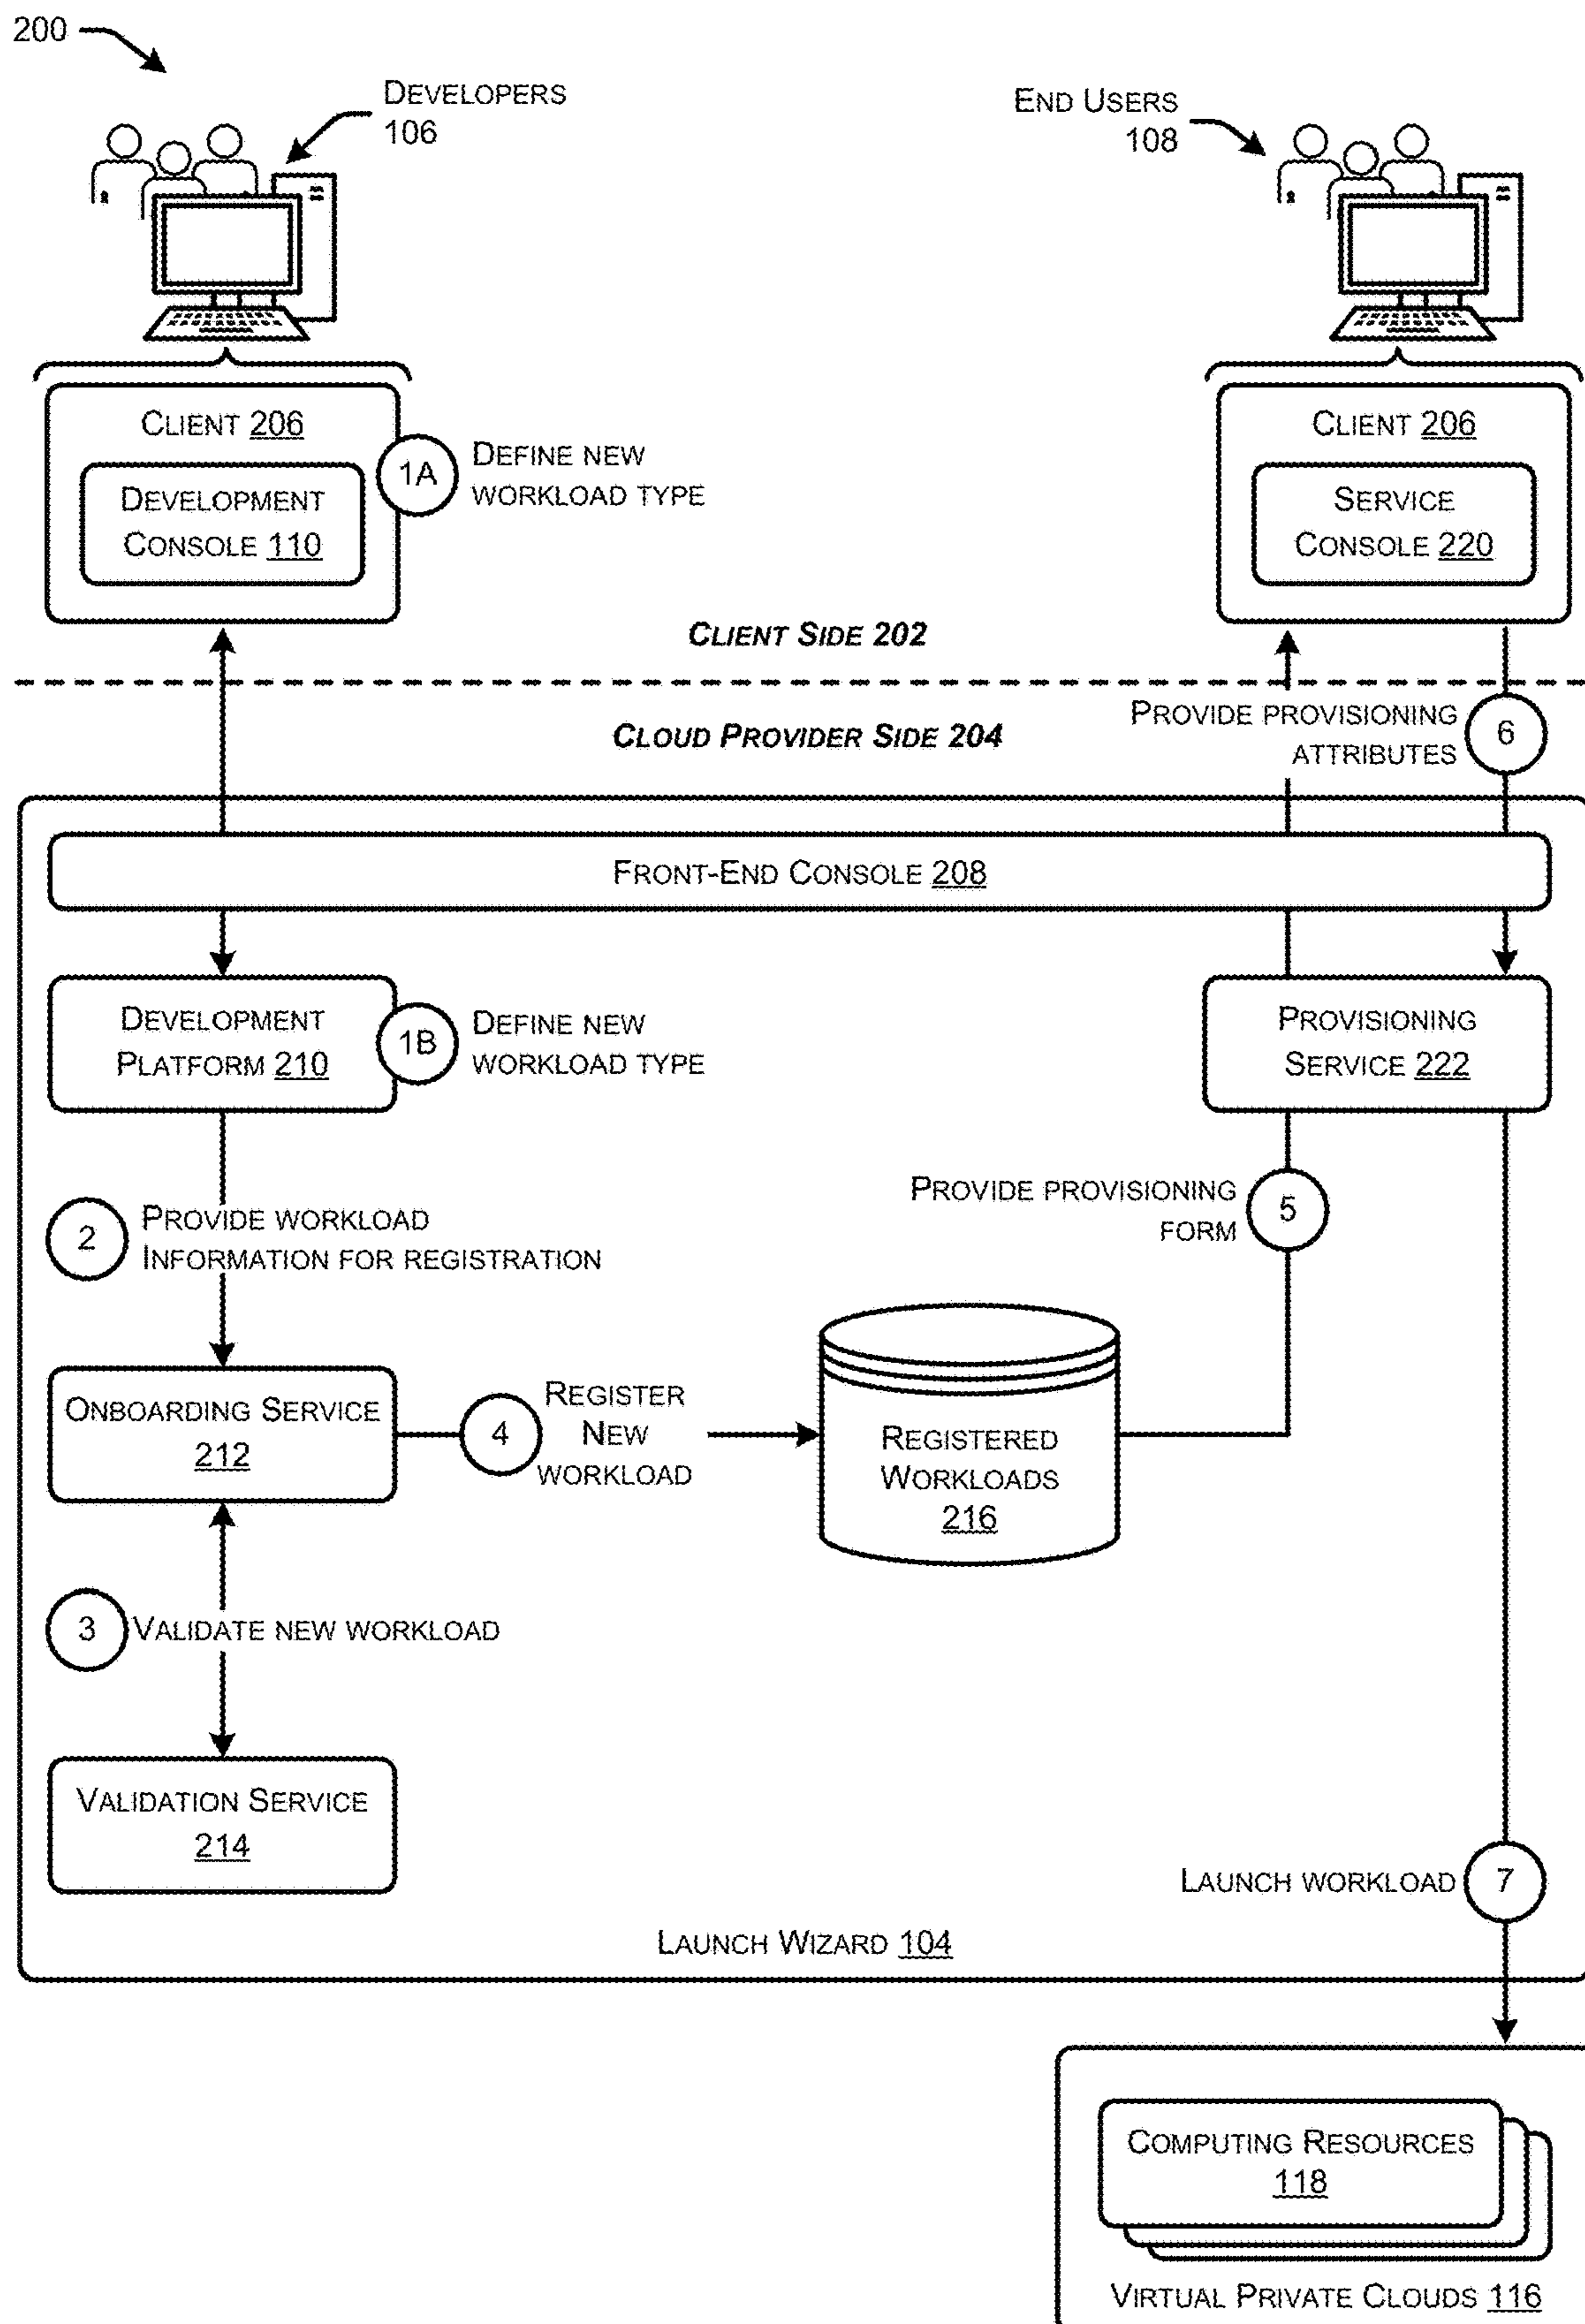 200
DEVELOPERS
106
END USERS
108
CLIENT 206
DEVELOPMENT
CONSOLE 110
1A
DEFINE NEW
WORKLOAD TYPE
CLIENT 206
SERVICE
CONSOLE 220
CLIENT SIDE 202
CLOUD PROVIDER SIDE 204
PROVIDE PROVISIONING
ATTRIBUTES
6
FRONT-END CONSOLE 208
DEVELOPMENT
PLATFORM 210
1B
DEFINE NEW
WORKLOAD TYPE
PROVISIONING
SERVICE 222
2
PROVIDE WORKLOAD
INFORMATION FOR REGISTRATION
PROVIDE PROVISIONING
FORM
5
ONBOARDING SERVICE
212
4
REGISTER
NEW
WORKLOAD
REGISTERED
WORKLOADS
216
3
VALIDATE NEW WORKLOAD
VALIDATION SERVICE
214
LAUNCH WORKLOAD
7
LAUNCH WIZARD 104
COMPUTING RESOURCES
118
VIRTUAL PRIVATE CLOUDS 116